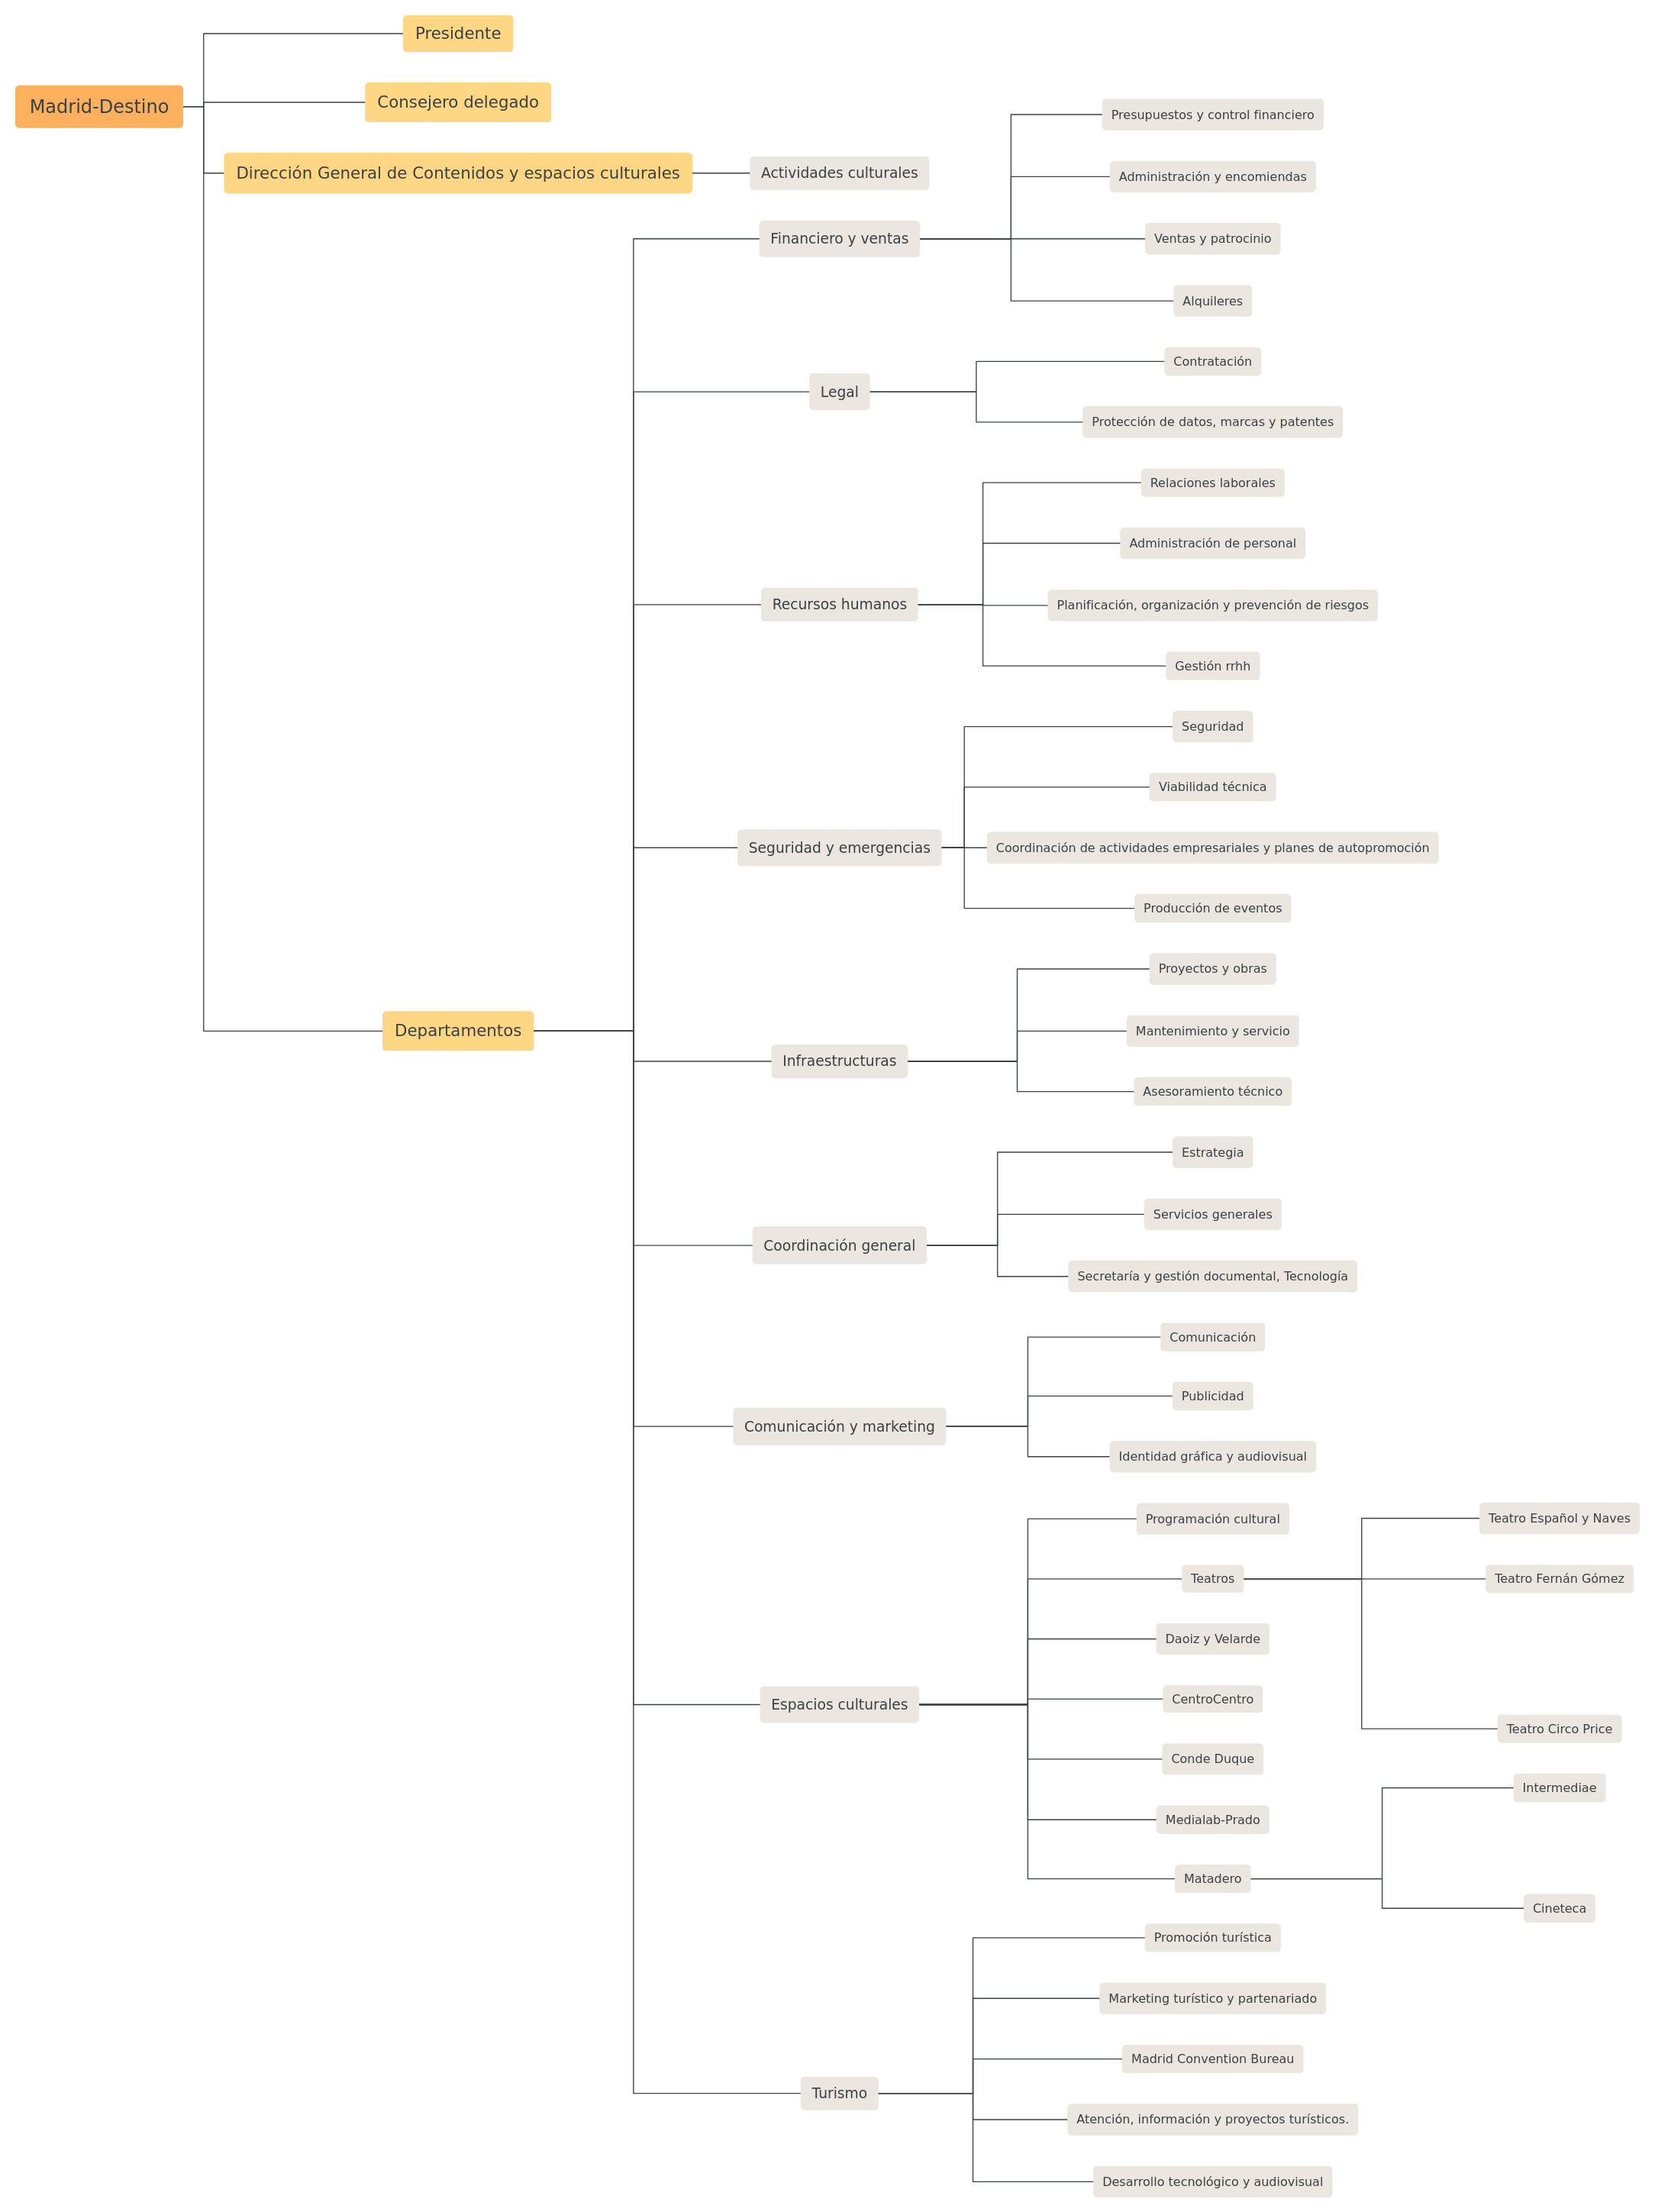 Madrid-Destino
Presidente
Consejero delegado
Dirección General de Contenidos y espacios culturales
Actividades culturales
Departamentos
Financiero y ventas
Presupuestos y control financiero
Administración y encomiendas
Ventas y patrocinio
Alquileres
Legal
Contratación
Protección de datos, marcas y patentes
Recursos humanos
Relaciones laborales
Administración de personal
Planificación, organización y prevención de riesgos
Gestión rrhh
Seguridad y emergencias
Seguridad
Viabilidad técnica
Coordinación de actividades empresariales y planes de autopromoción
Producción de eventos
Infraestructuras
Proyectos y obras
Mantenimiento y servicio
Asesoramiento técnico
Coordinación general
Estrategia
Servicios generales
Secretaría y gestión documental, Tecnología
Comunicación y marketing
Comunicación
Publicidad
Identidad gráfica y audiovisual
Espacios culturales
Programación cultural
Teatros
Teatro Español y Naves
Teatro Fernán Gómez
Teatro Circo Price
Daoiz y Velarde
CentroCentro
Conde Duque
Medialab-Prado
Matadero
Intermediae
Cineteca
Turismo
Promoción turística
Marketing turístico y partenariado
Madrid Convention Bureau
Atención, información y proyectos turísticos.
Desarrollo tecnológico y audiovisual